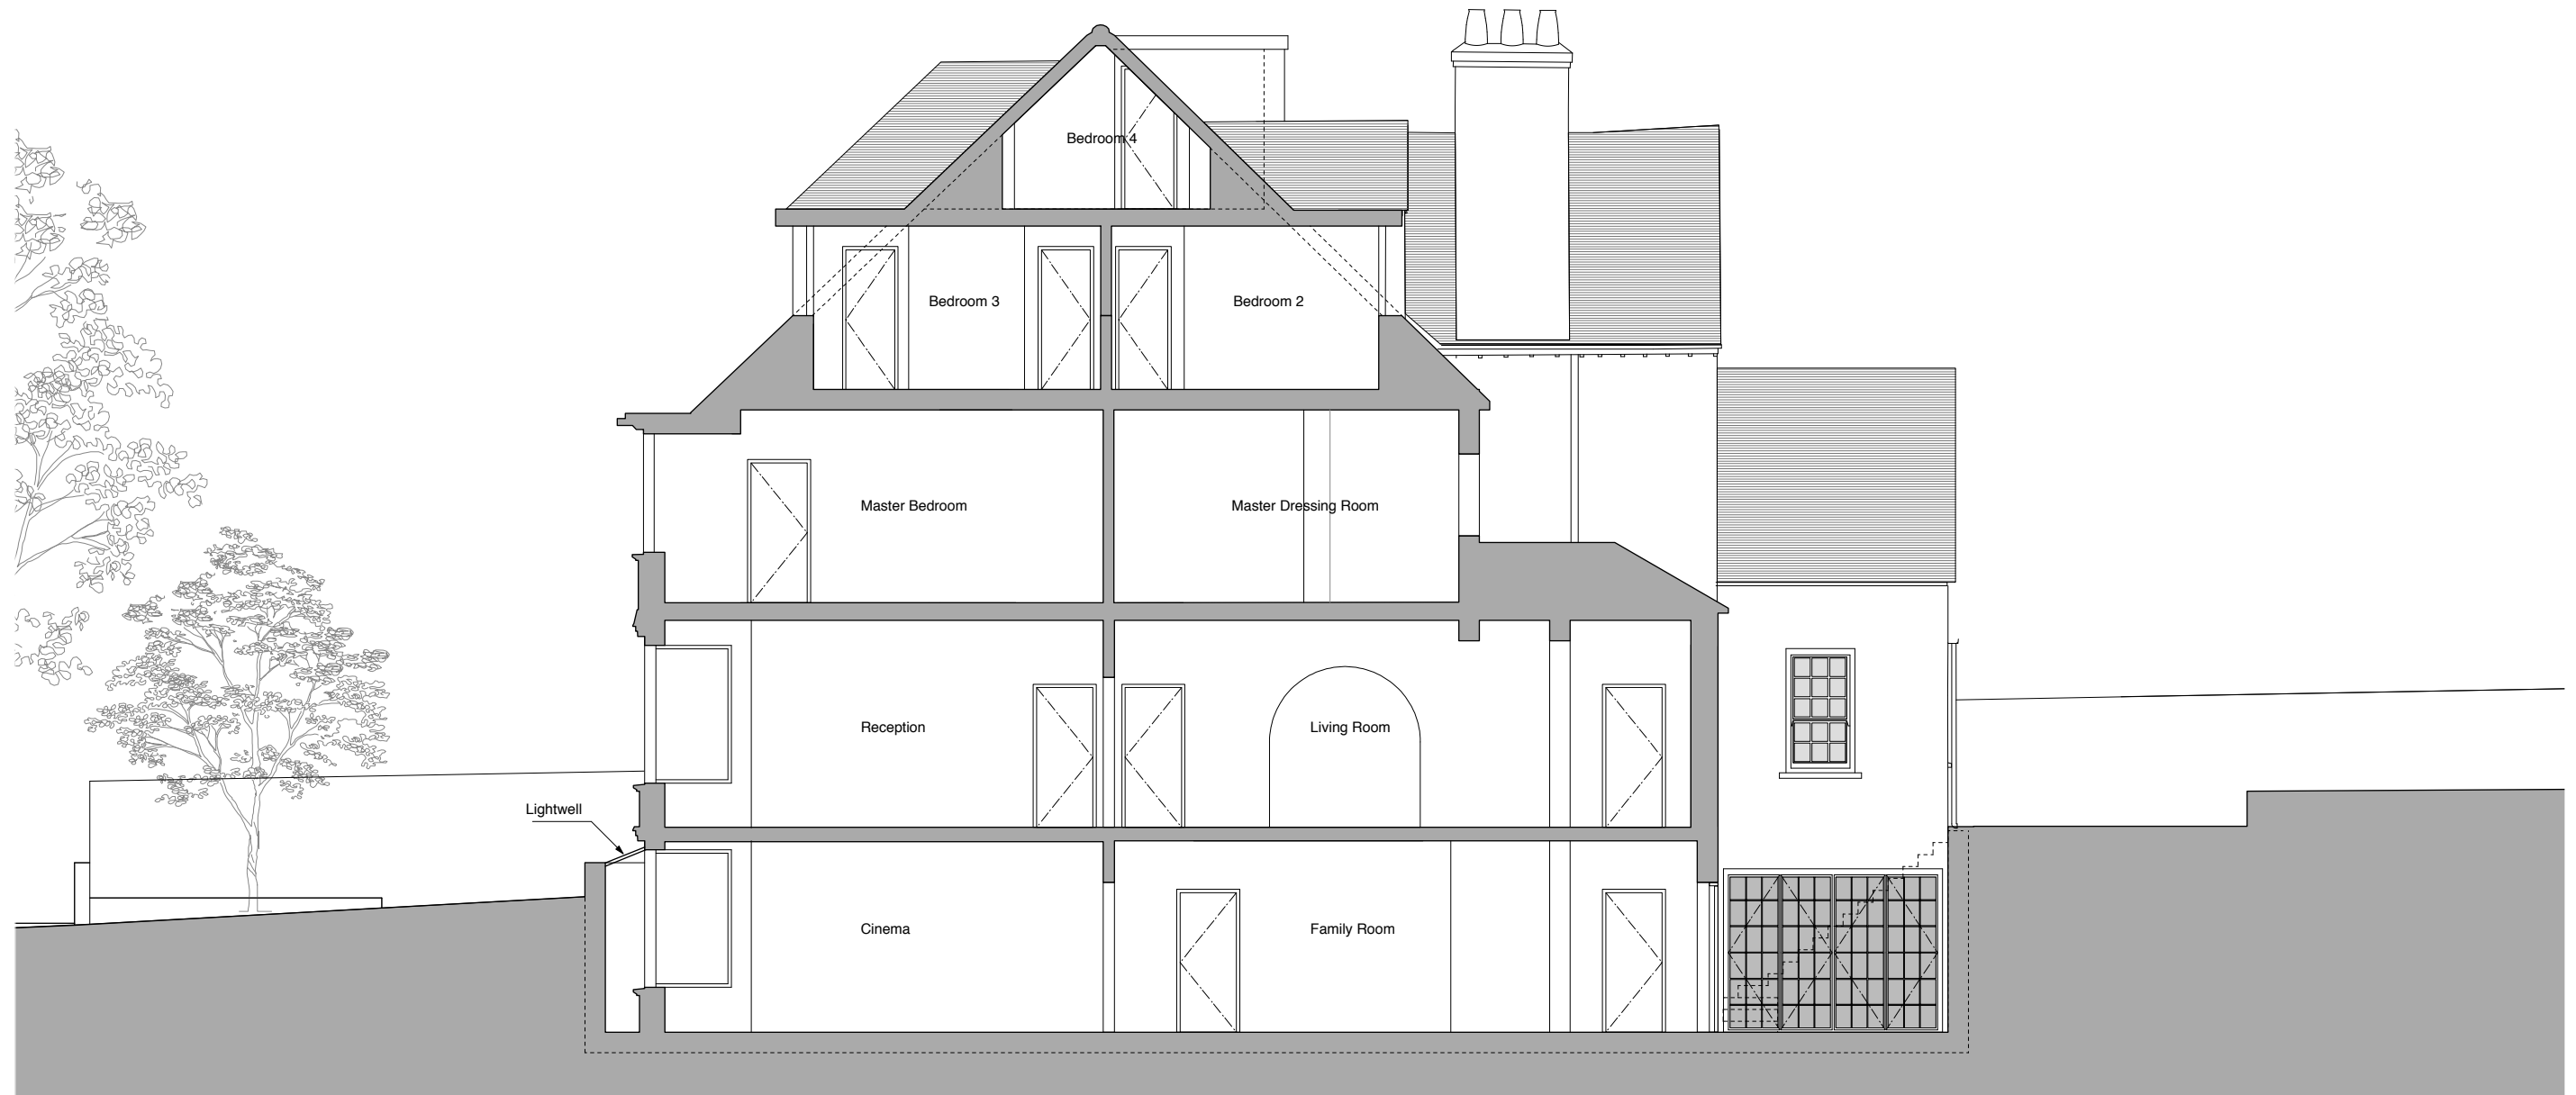 Bedroom 4
Bedroom 3
Bedroom 2
Master Bedroom
Master Dressing Room
Reception
Living Room
Lightwell
Cinema
Family Room